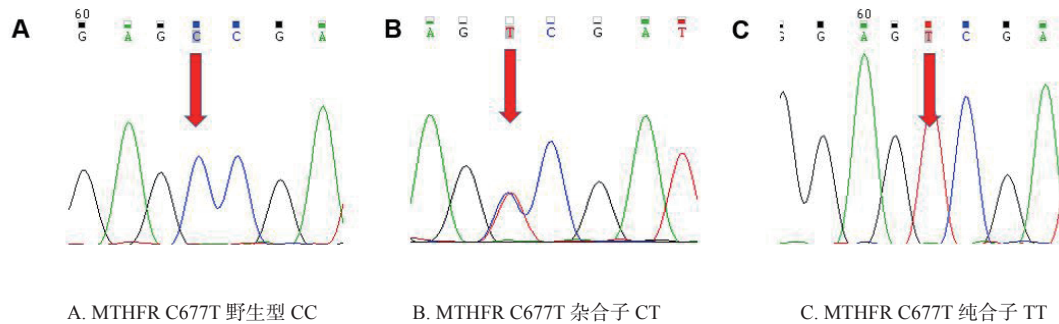 A
60
G A G C C G A
B
A G T C G A T
C
60
G G A G T C G A
A. MTHFR C677T 野生型 CC
B. MTHFR C677T 杂合子 CT
C. MTHFR C677T 纯合子 TT